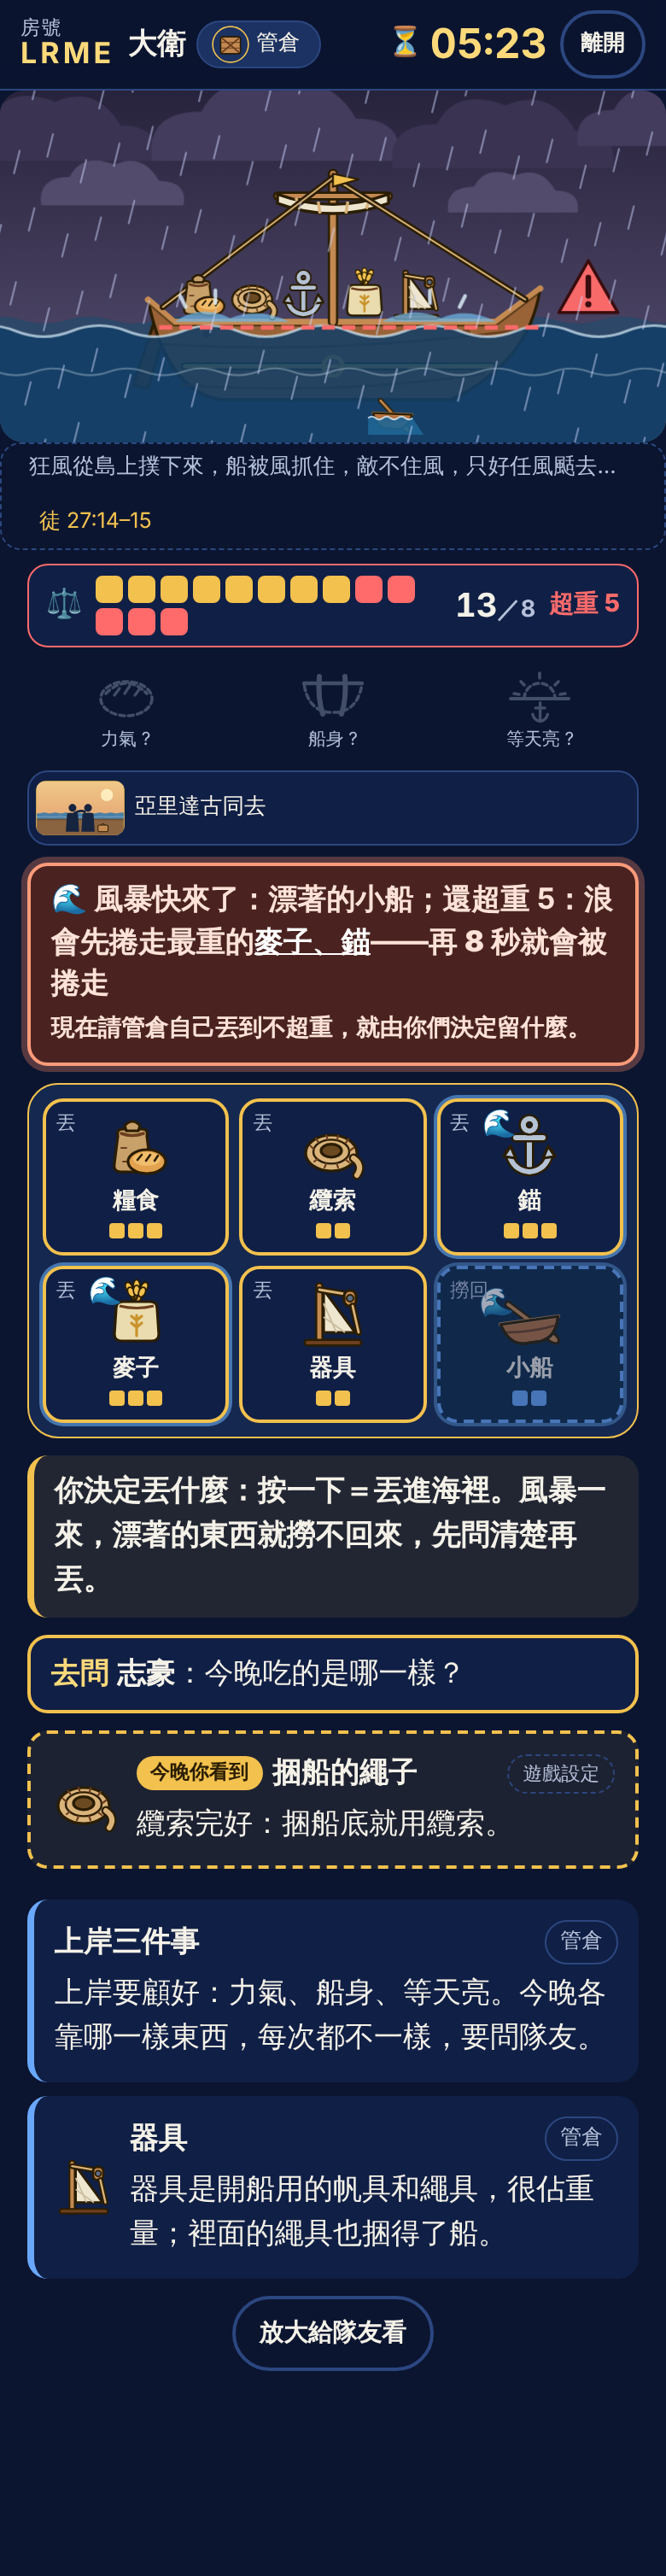 房號
LRME 大衛 管倉 05:23 離開
狂風從島上撲下來，船被風抓住，敵不住風，只好任風颳去...
徒 27:14–15
13／8 超重 5
力氣？ 船身？ 等天亮？
亞里達古同去
風暴快來了：漂著的小船；還超重 5：浪
會先捲走最重的麥子、錨——再 8 秒就會被
捲走
現在請管倉自己丟到不超重，就由你們決定留什麼。
丟 丟 丟
糧食 纜索 錨
丟 丟 撈回
麥子 器具 小船
你決定丟什麼：按一下＝丟進海裡。風暴一
來，漂著的東西就撈不回來，先問清楚再
丟。
去問 志豪：今晚吃的是哪一樣？
今晚你看到 捆船的繩子 遊戲設定
纜索完好：捆船底就用纜索。
上岸三件事 管倉
上岸要顧好：力氣、船身、等天亮。今晚各
靠哪一樣東西，每次都不一樣，要問隊友。
器具 管倉
器具是開船用的帆具和繩具，很佔重
量；裡面的繩具也捆得了船。
放大給隊友看